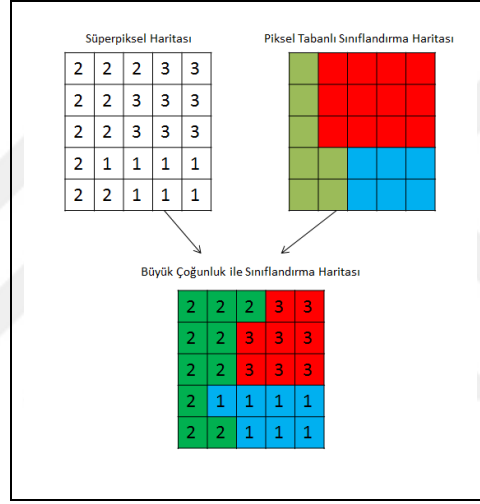 Süperpiksel Haritası Piksel Tabanlı Sınıflandırma Haritası
2 2 2 3 3
2 2 3 3 3
2 2 3 3 3
2 1 1 1 1
2 2 1 1 1
Büyük Çoğunluk ile Sınıflandırma Haritası
2 2 2 3 3
2 2 3 3 3
2 2 3 3 3
2 1 1 1 1
2 2 1 1 1